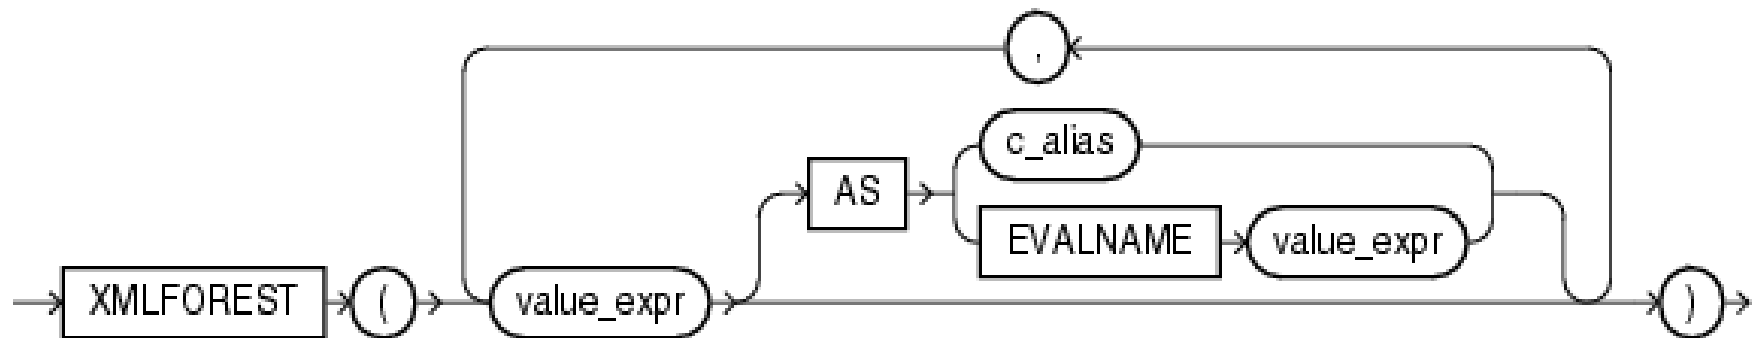 ,
c_alias
AS
EVALNAME value_expr
XMLFOREST ( value_expr )